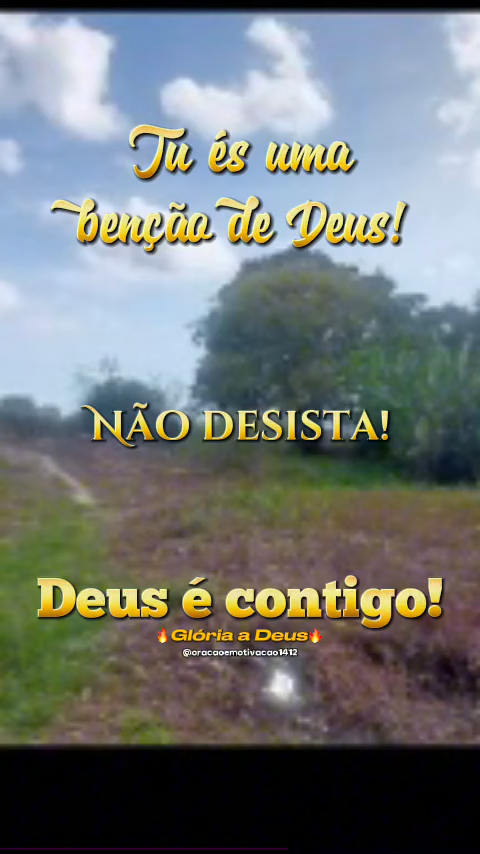 Tu és uma
benção de Deus!
NÃO DESISTA!
Deus é contigo!
🔥Glória a Deus🔥
@oracaoemotivacao1412